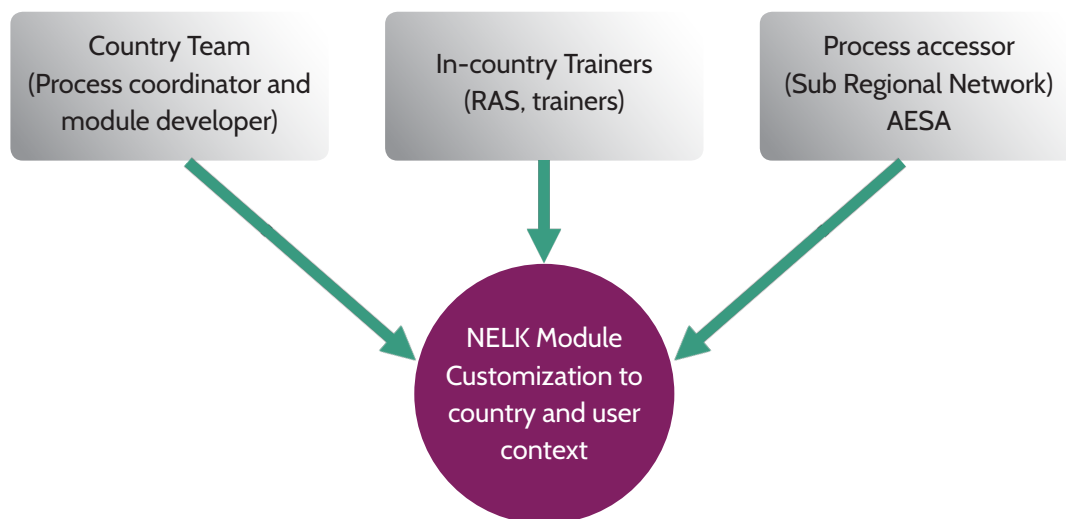 Country Team
(Process coordinator and
module developer)
In-country Trainers
(RAS, trainers)
Process accessor
(Sub Regional Network)
AESA
NELK Module
Customization to
country and user
context